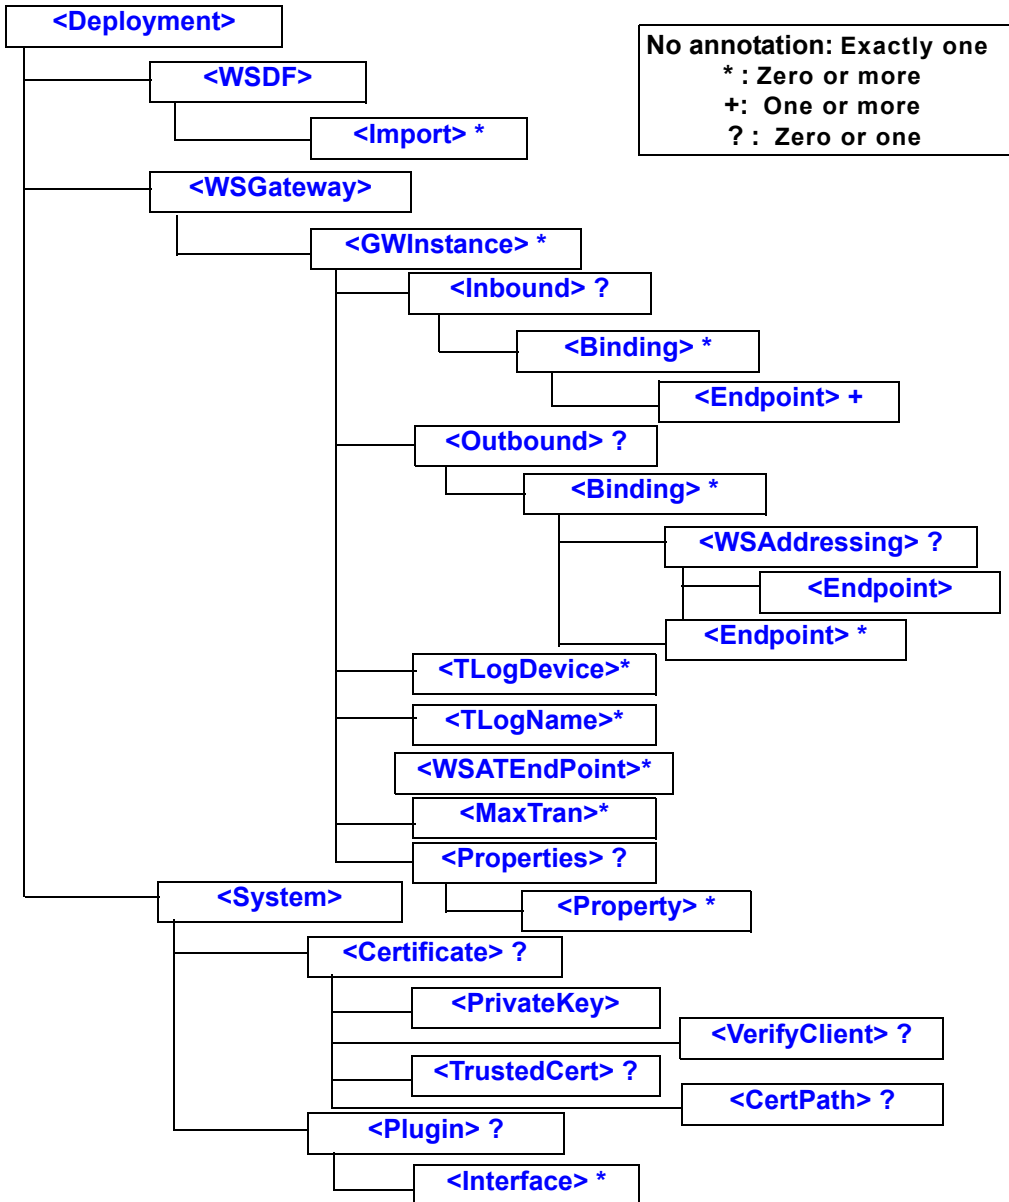 <Deployment>
No annotation: Exactly one
* : Zero or more
+: One or more
? : Zero or one
<WSDF>
<Import> *
<WSGateway>
<GWInstance> *
<Inbound> ?
<Binding> *
<Endpoint> +
<Outbound> ?
<Binding> *
<WSAddressing> ?
<Endpoint>
<Endpoint> *
<TLogDevice>*
<TLogName>*
<WSATEndPoint>*
<MaxTran>*
<Properties> ?
<Property> *
<System>
<Certificate> ?
<PrivateKey>
<VerifyClient> ?
<TrustedCert> ?
<CertPath> ?
<Plugin> ?
<Interface> *